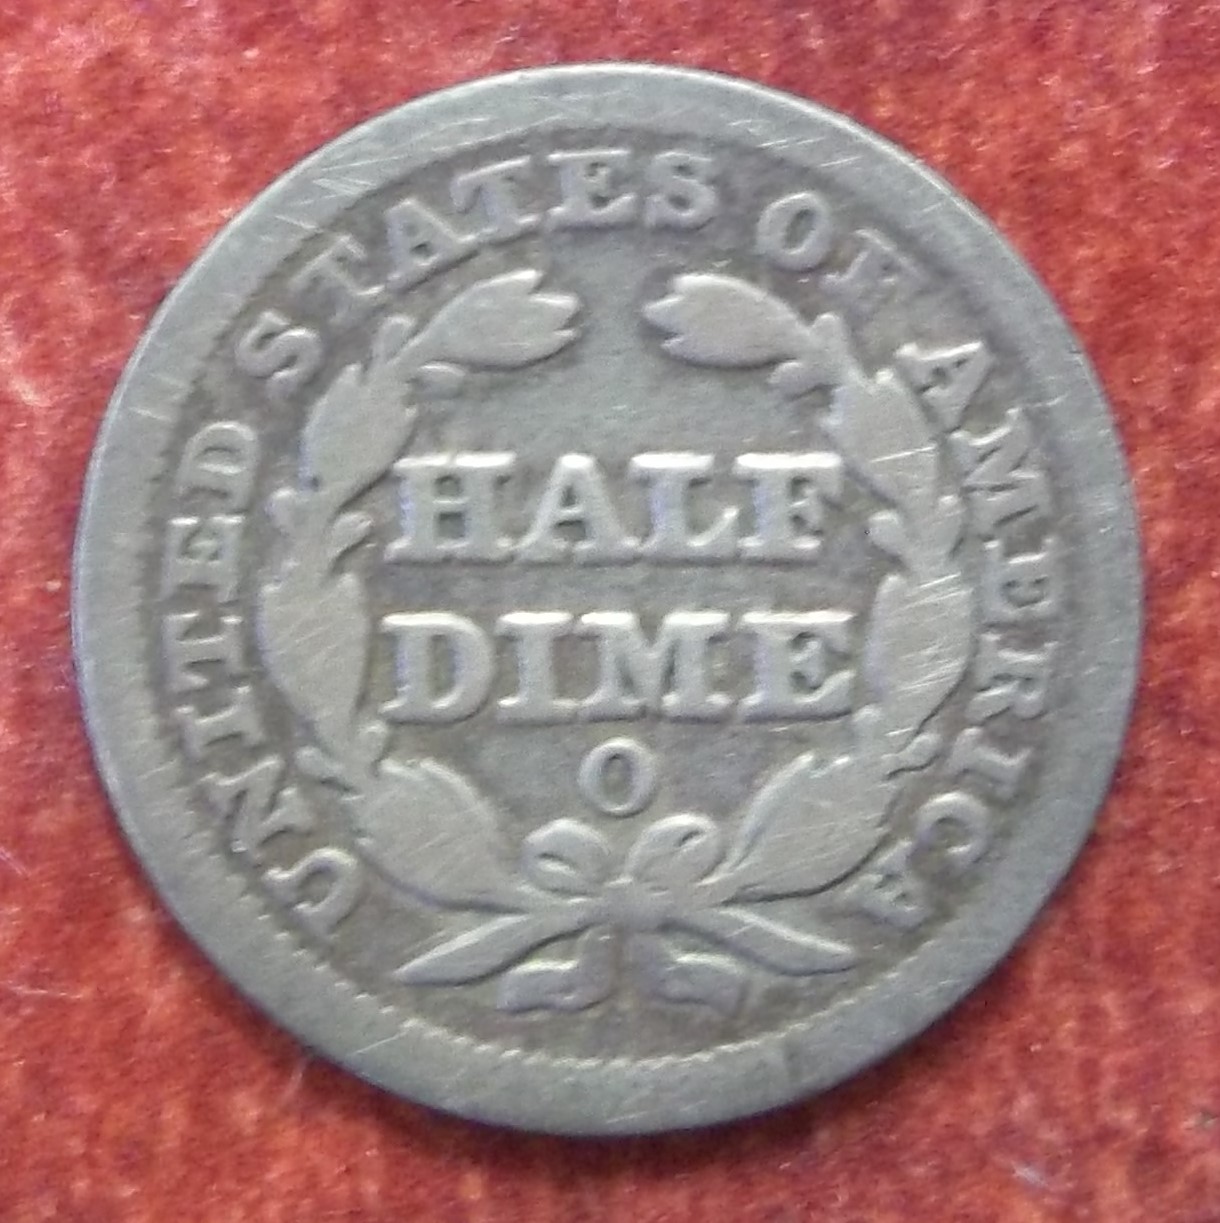 UNITED STATES OF AMERICA
HALF
DIME
O